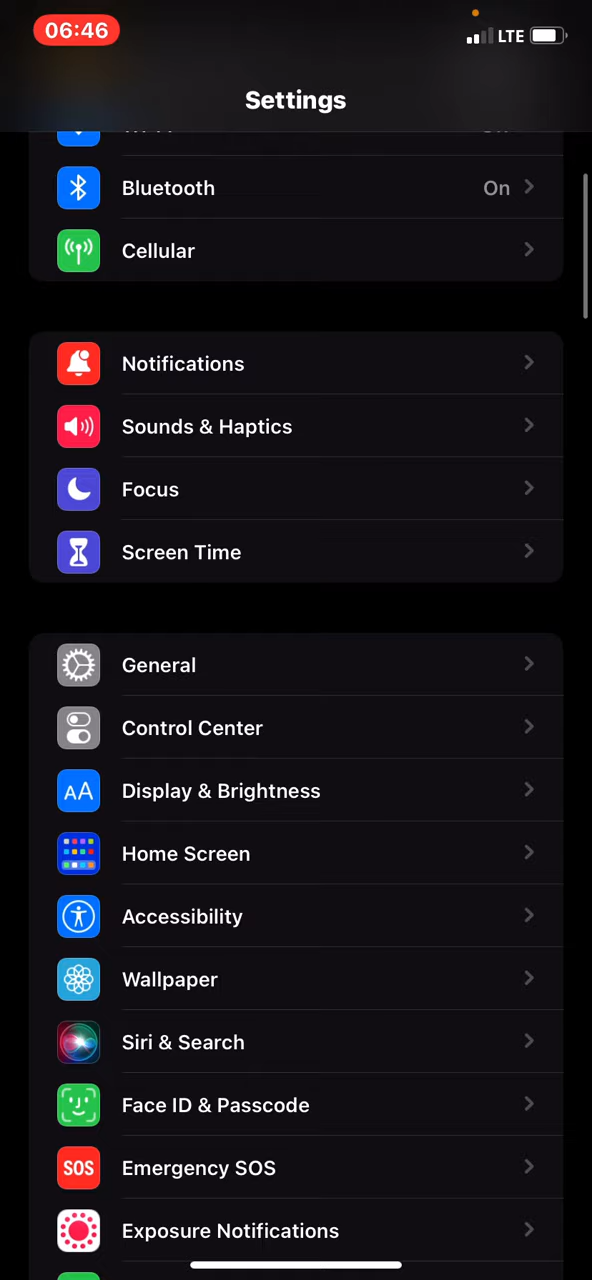 06:46
LTE
Settings
Bluetooth On
Cellular
Notifications
Sounds & Haptics
Focus
Screen Time
General
Control Center
AA Display & Brightness
Home Screen
Accessibility
Wallpaper
Siri & Search
Face ID & Passcode
SOS Emergency SOS
Exposure Notifications